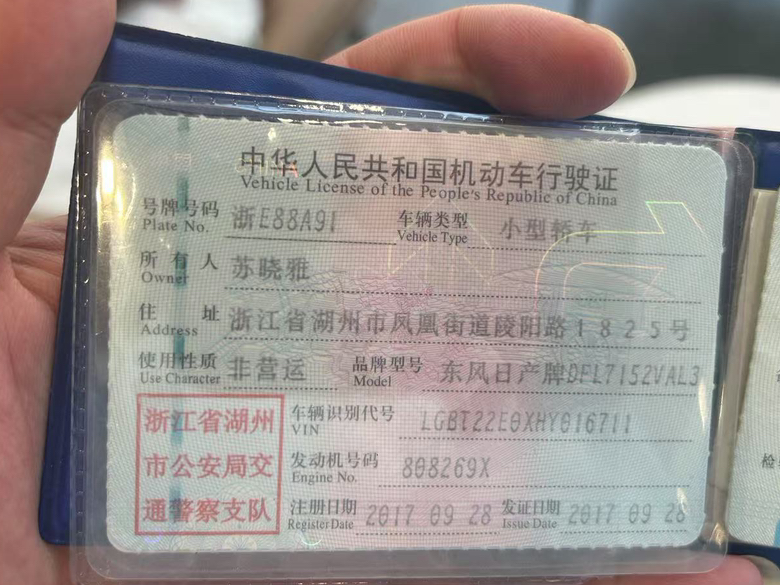 中华人民共和国机动车行驶证
Vehicle License of the People's Republic of China
号牌号码 浙E88A91 车辆类型 小型轿车
Plate No. Vehicle Type
所有人 苏晓雅
Owner
住址 浙江省湖州市凤凰街道陵阳路1825号
Address
使用性质 非营运 品牌型号 东风日产牌DFL7152VAL3
Use Character Model
浙江省湖州
市公安局交
通警察支队
车辆识别代号 LGBT22E0XHY016711
VIN
发动机号码 808269X
Engine No.
注册日期 2017 09 28 发证日期 2017 09 28
Register Date Issue Date
检